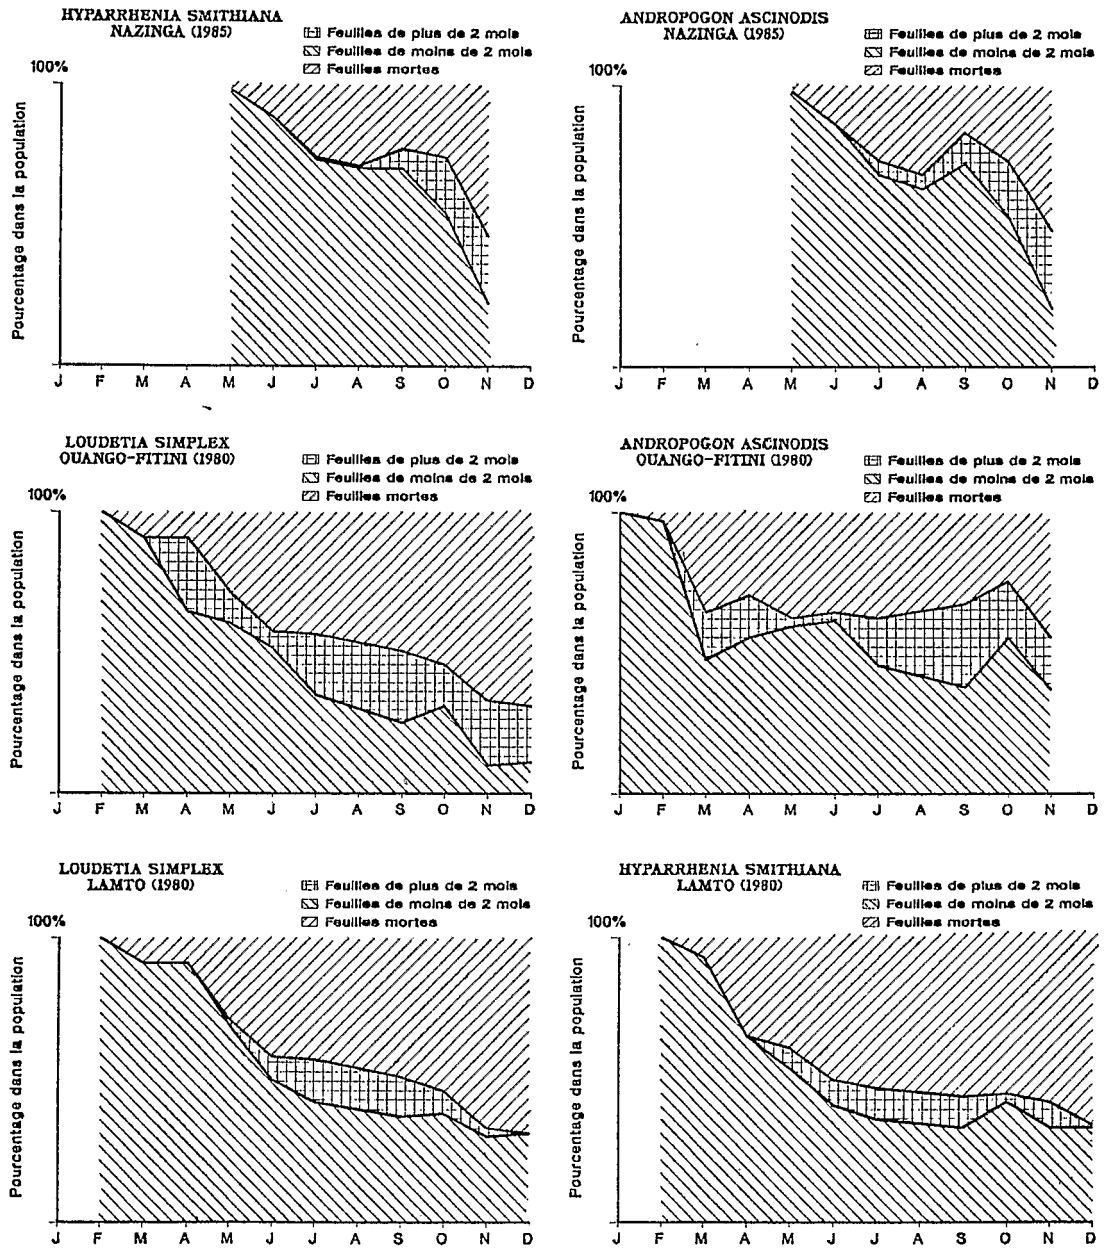 HYPARRHENIA SMITHIANA
NAZINGA (1985)
Feuilles de plus de 2 mois
Feuilles de moins de 2 mois
Feuilles mortes
100%
Pourcentage dans la population
J F M A M J J A S O N D
ANDROPOGON ASCINODIS
NAZINGA (1985)
Feuilles de plus de 2 mois
Feuilles de moins de 2 mois
Feuilles mortes
100%
Pourcentage dans la population
J F M A M J J A S O N D
LOUDETIA SIMPLEX
OUANGO-FITINI (1980)
Feuilles de plus de 2 mois
Feuilles de moins de 2 mois
Feuilles mortes
100%
Pourcentage dans la population
J F M A M J J A S O N D
ANDROPOGON ASCINODIS
OUANGO-FITINI (1980)
Feuilles de plus de 2 mois
Feuilles de moins de 2 mois
Feuilles mortes
100%
Pourcentage dans la population
J F M A M J J A S O N D
LOUDETIA SIMPLEX
LAMTO (1980)
Feuilles de plus de 2 mois
Feuilles de moins de 2 mois
Feuilles mortes
100%
Pourcentage dans la population
J F M A M J J A S O N D
HYPARRHENIA SMITHIANA
LAMTO (1980)
Feuilles de plus de 2 mois
Feuilles de moins de 2 mois
Feuilles mortes
100%
Pourcentage dans la population
J F M A M J J A S O N D